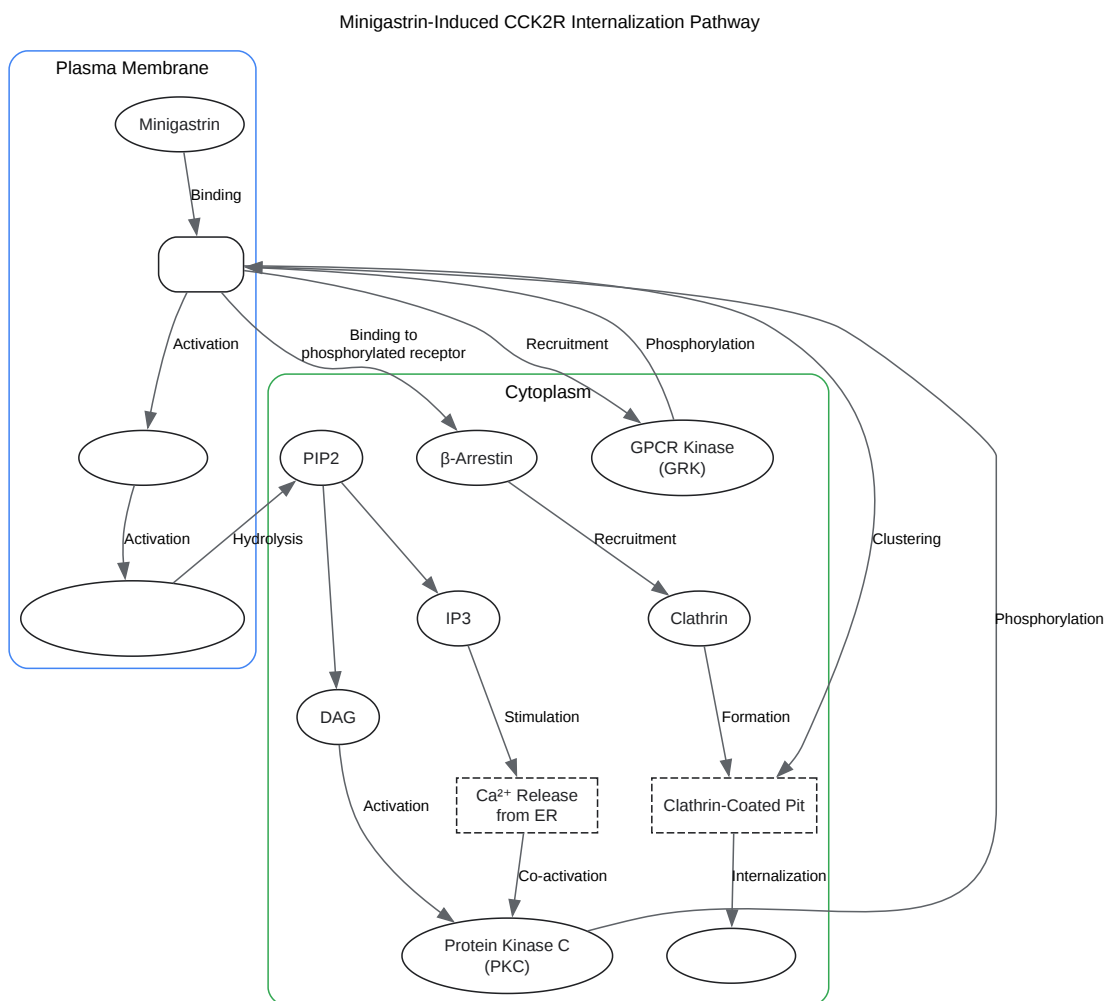 Minigastrin-Induced CCK2R Internalization Pathway
Plasma Membrane
Minigastrin
Binding
Activation
Binding to
phosphorylated receptor
Recruitment
Phosphorylation
Cytoplasm
PIP2
β-Arrestin
GPCR Kinase
(GRK)
Activation
Hydrolysis
Recruitment
Clustering
IP3
Clathrin
Phosphorylation
DAG
Stimulation
Formation
Activation
Ca²⁺ Release
from ER
Clathrin-Coated Pit
Co-activation
Internalization
Protein Kinase C
(PKC)